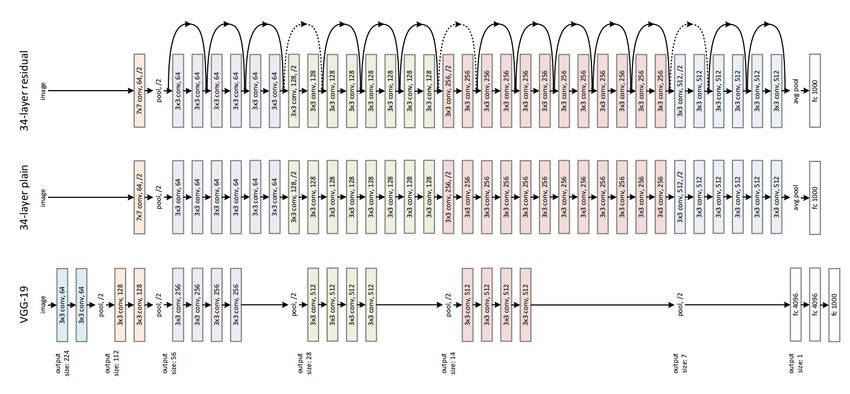 34-layer residual
image
7x7 conv, 64, /2
pool, /2
3x3 conv, 64
3x3 conv, 64
3x3 conv, 64
3x3 conv, 64
3x3 conv, 64
3x3 conv, 64
3x3 conv, 128, /2
3x3 conv, 128
3x3 conv, 128
3x3 conv, 128
3x3 conv, 128
3x3 conv, 128
3x3 conv, 128
3x3 conv, 128
3x3 conv, 256, /2
3x3 conv, 256
3x3 conv, 256
3x3 conv, 256
3x3 conv, 256
3x3 conv, 256
3x3 conv, 256
3x3 conv, 256
3x3 conv, 256
3x3 conv, 256
3x3 conv, 256
3x3 conv, 256
3x3 conv, 512, /2
3x3 conv, 512
3x3 conv, 512
3x3 conv, 512
3x3 conv, 512
3x3 conv, 512
avg pool
fc 1000
34-layer plain
image
7x7 conv, 64, /2
pool, /2
3x3 conv, 64
3x3 conv, 64
3x3 conv, 64
3x3 conv, 64
3x3 conv, 64
3x3 conv, 64
3x3 conv, 128, /2
3x3 conv, 128
3x3 conv, 128
3x3 conv, 128
3x3 conv, 128
3x3 conv, 128
3x3 conv, 128
3x3 conv, 128
3x3 conv, 256, /2
3x3 conv, 256
3x3 conv, 256
3x3 conv, 256
3x3 conv, 256
3x3 conv, 256
3x3 conv, 256
3x3 conv, 256
3x3 conv, 256
3x3 conv, 256
3x3 conv, 256
3x3 conv, 256
3x3 conv, 512, /2
3x3 conv, 512
3x3 conv, 512
3x3 conv, 512
3x3 conv, 512
3x3 conv, 512
avg pool
fc 1000
VGG-19
image
3x3 conv, 64
3x3 conv, 64
pool, /2
3x3 conv, 128
3x3 conv, 128
pool, /2
3x3 conv, 256
3x3 conv, 256
3x3 conv, 256
3x3 conv, 256
pool, /2
3x3 conv, 512
3x3 conv, 512
3x3 conv, 512
3x3 conv, 512
pool, /2
3x3 conv, 512
3x3 conv, 512
3x3 conv, 512
3x3 conv, 512
pool, /2
fc 4096
fc 4096
fc 1000
output
size: 224
output
size: 112
output
size: 56
output
size: 28
output
size: 14
output
size: 7
output
size: 1